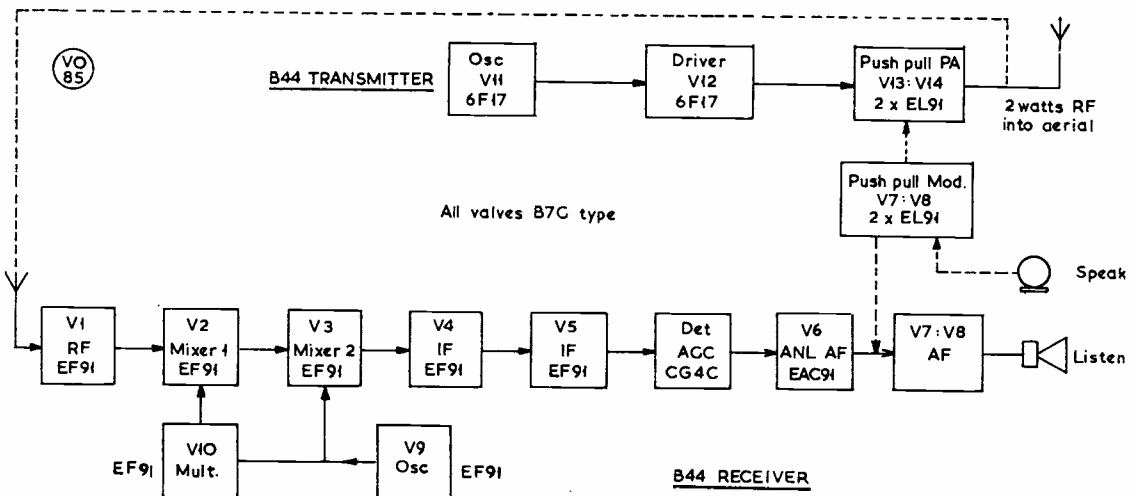 VO
85
B44 TRANSMITTER
Osc
V11
6F17
Driver
V12
6F17
Push pull PA
V13: V14
2 x EL91
2 watts RF
into aerial
Push pull Mod.
V7: V8
2 x EL91
All valves B7G type
Speak
V1
RF
EF91
V2
Mixer 1
EF91
V3
Mixer 2
EF91
V4
IF
EF91
V5
IF
EF91
Det
AGC
CG4C
V6
ANL AF
EAC91
V7: V8
AF
Listen
EF91
V10
Mult.
V9
Osc
EF91
B44 RECEIVER